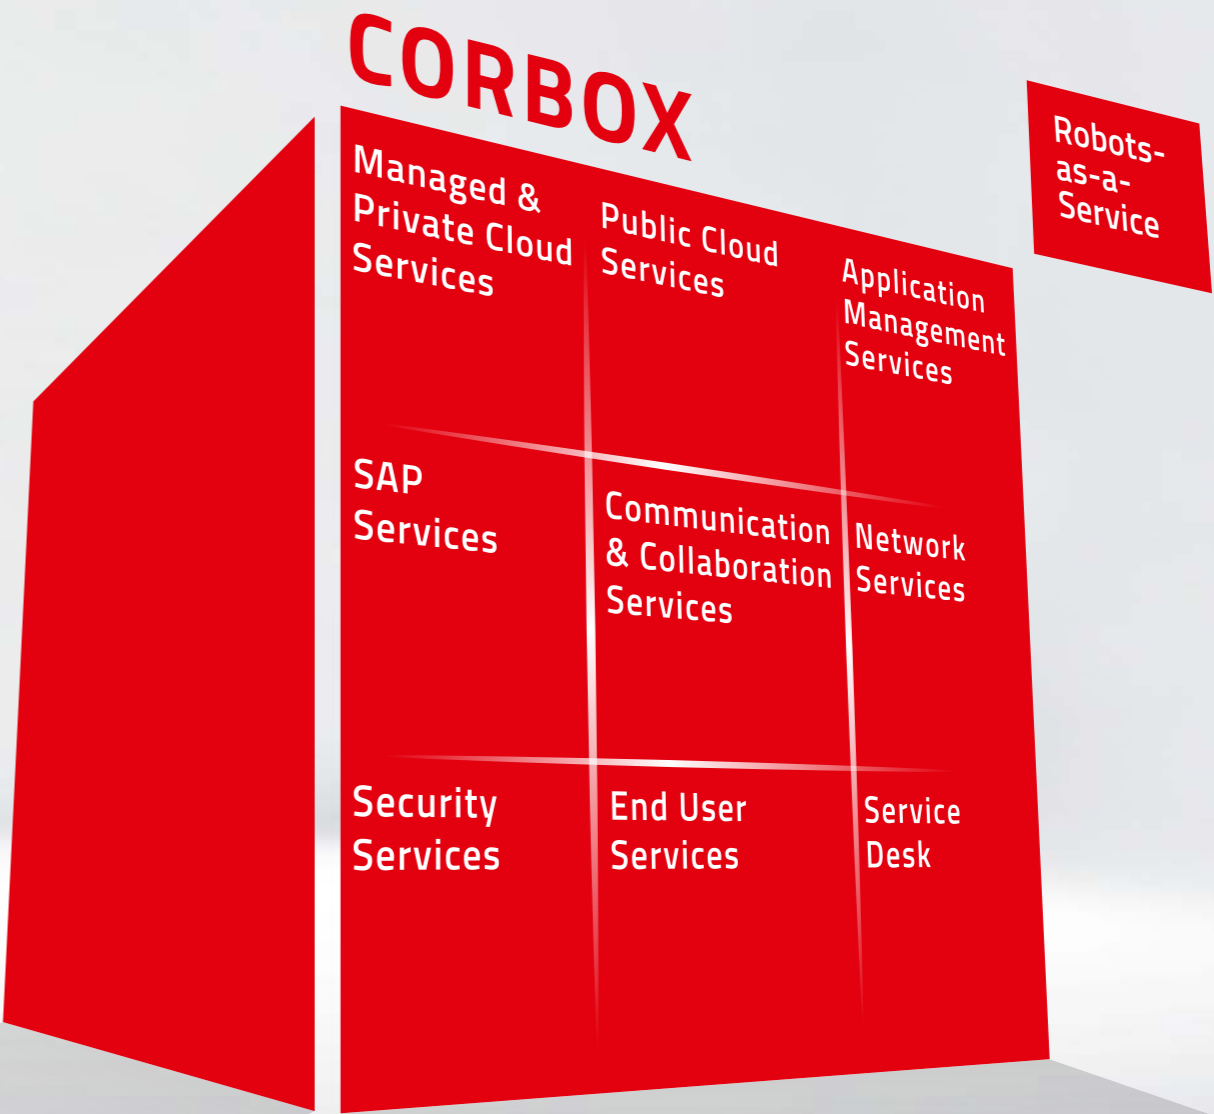 CORBOX
Managed &
Private Cloud
Services
Public Cloud
Services
Application
Management
Services
Robots-
as-a-
Service
SAP
Services
Communication
& Collaboration
Services
Network
Services
Security
Services
End User
Services
Service
Desk